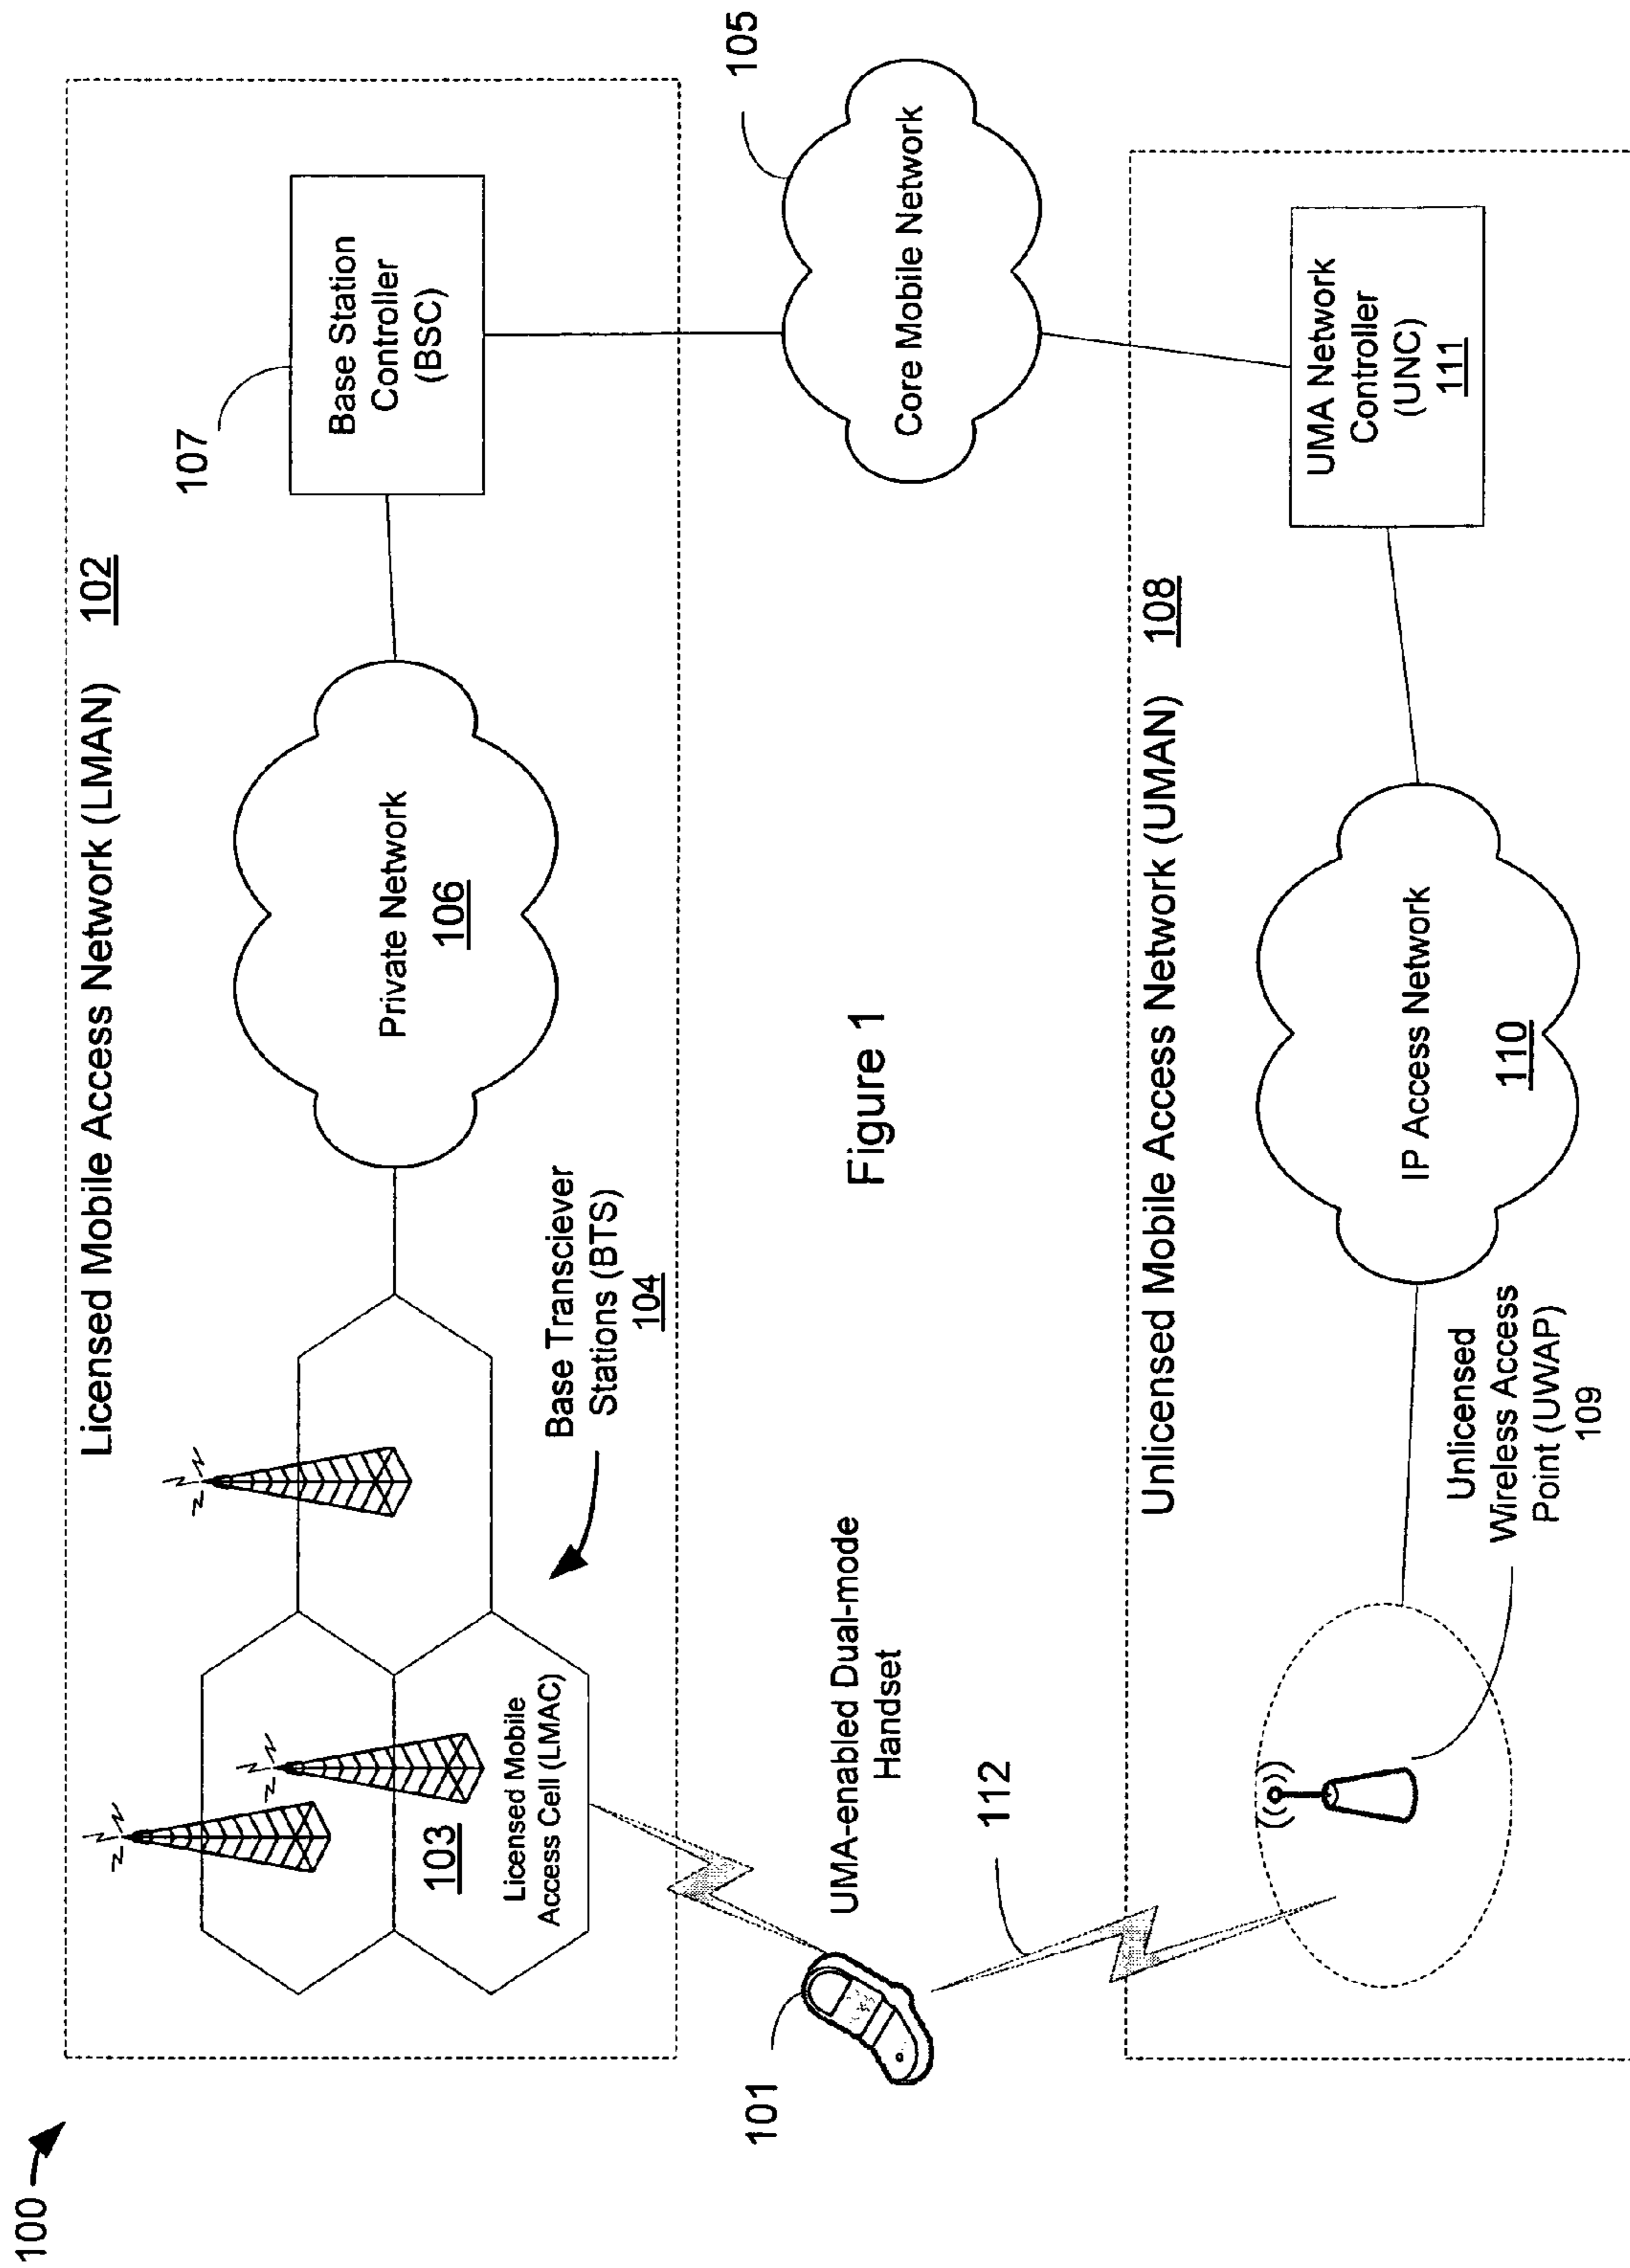 100
Licensed Mobile Access Network (LMAN) 102
107
Base Station
Controller
(BSC)
Private Network
106
103
Licensed Mobile
Access Cell (LMAC)
Base Transciever
Stations (BTS)
104
105
Core Mobile Network
101
UMA-enabled Dual-mode
Handset
Figure 1
112
Unlicensed Mobile Access Network (UMAN) 108
UMA Network
Controller
(UNC)
111
IP Access Network
110
Unlicensed
Wireless Access
Point (UWAP)
109